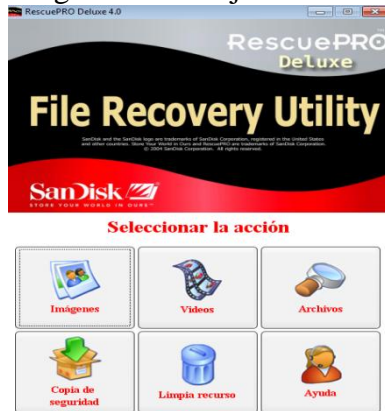 RescuePRO Deluxe 4.0
RescuePRO
Deluxe
File Recovery Utility
SanDisk and the SanDisk logo are trademarks of SanDisk Corporation, registered in the United States
and other countries. Store Your World in Ours and RescuePRO are trademarks of SanDisk Corporation.
© 2004 SanDisk Corporation. All rights reserved.
SanDisk
STORE YOUR WORLD IN OURS™
Seleccionar la acción
Imágenes
Videos
Archivos
Copia de
seguridad
Limpia recurso
Ayuda